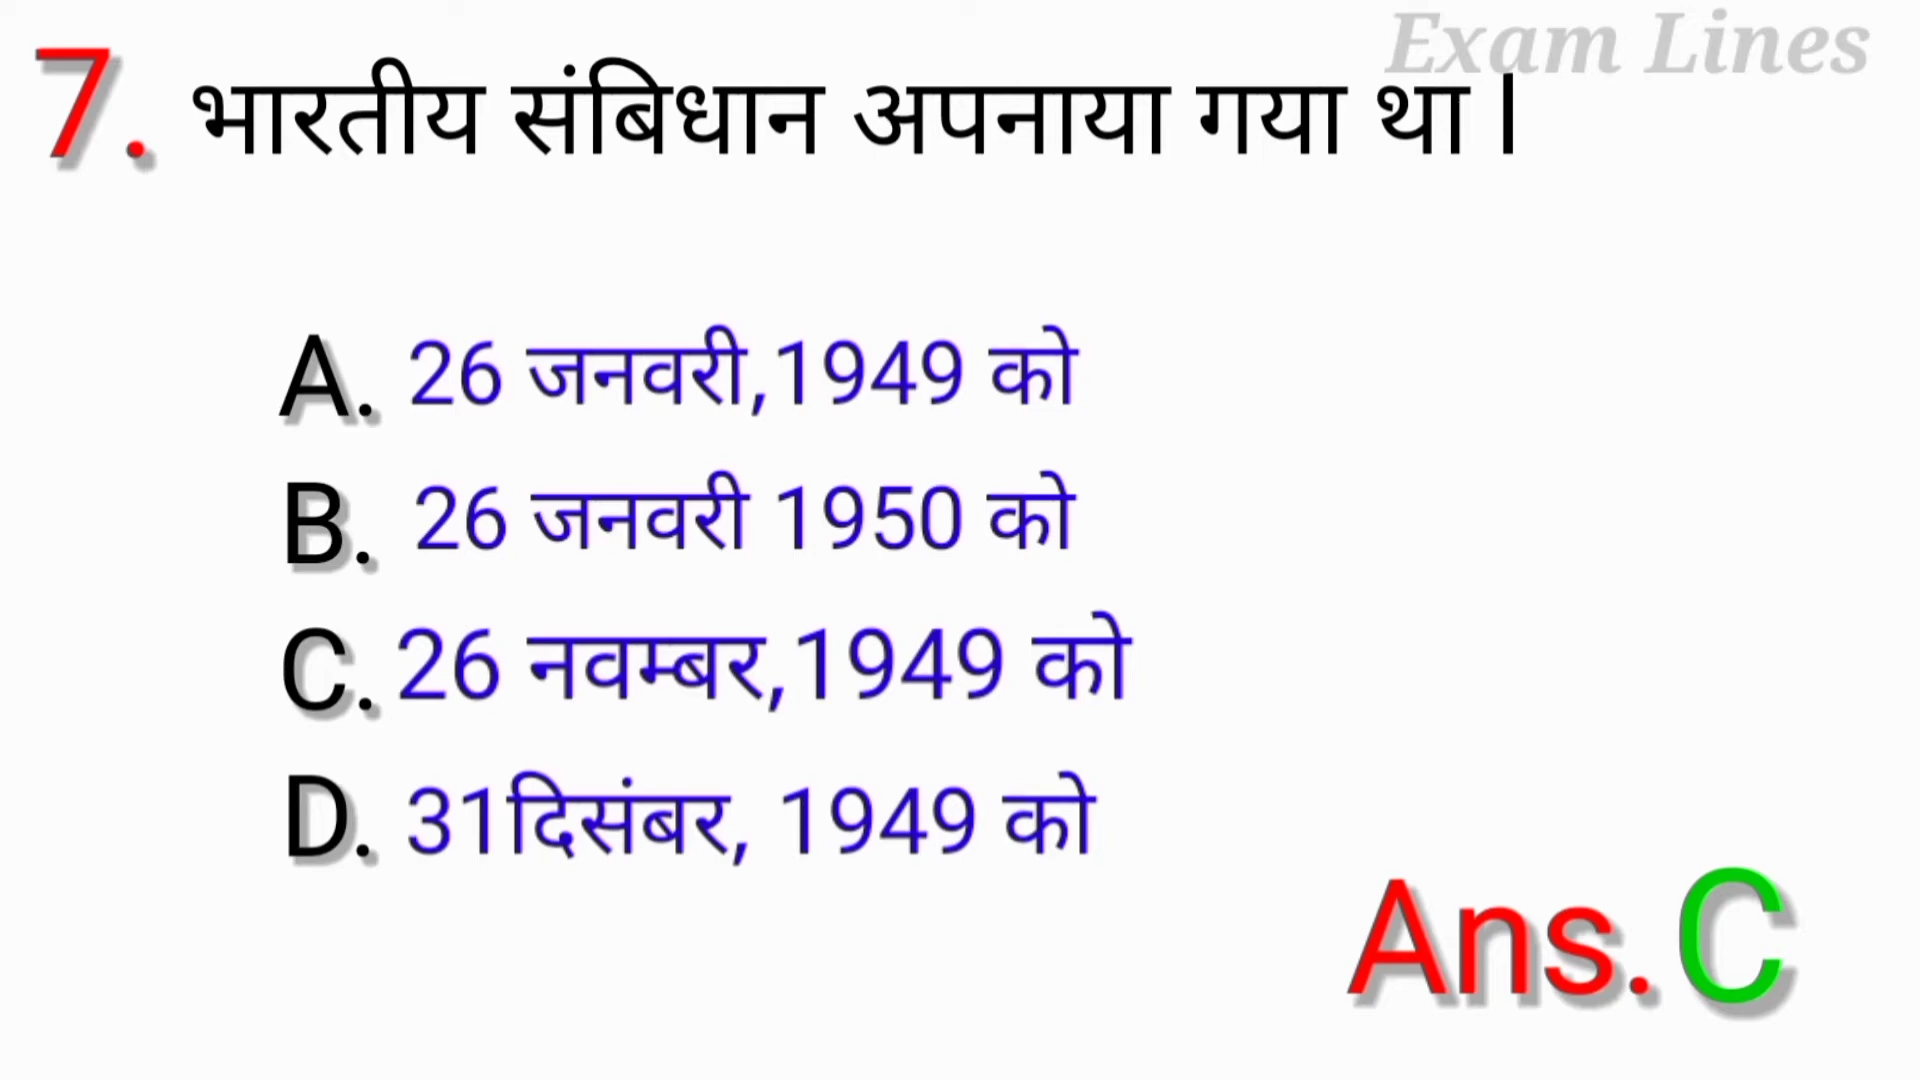 Exam Lines
7. भारतीय संबिधान अपनाया गया था l
A. 26 जनवरी,1949 को
B. 26 जनवरी 1950 को
C. 26 नवम्बर,1949 को
D. 31दिसंबर, 1949 को
Ans. C